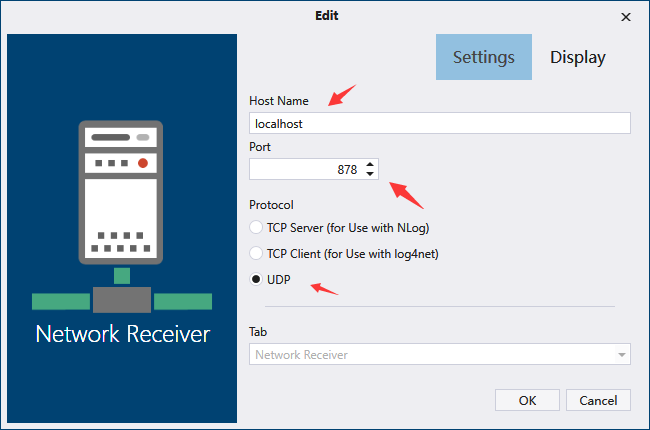 Edit
Settings Display
Host Name
localhost
Port
878
Protocol
TCP Server (for Use with NLog)
TCP Client (for Use with log4net)
UDP
Network Receiver
Tab
Network Receiver
OK Cancel